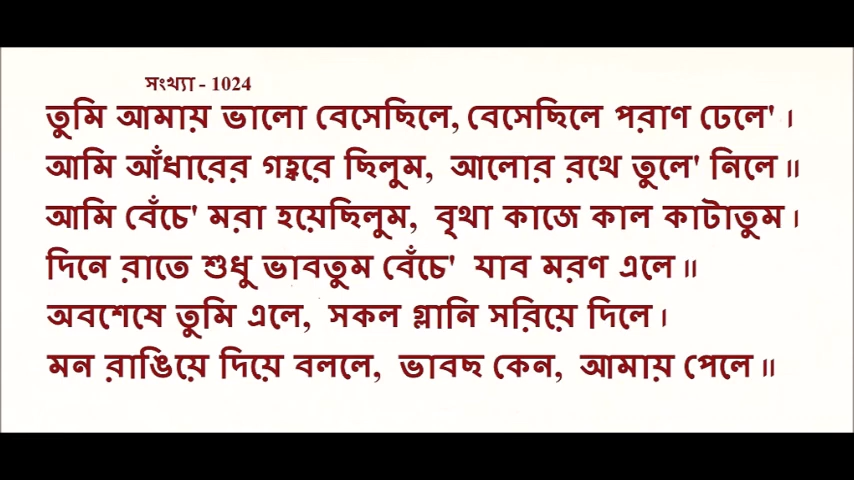 সংখ্যা - 1024
তুমি আমায় ভালো বেসেছিলে, বেসেছিলে পরাণ ঢেলে' ।
আমি আঁধারের গহ্বরে ছিলুম, আলোর রথে তুলে' নিলে ॥
আমি বেঁচে' মরা হয়েছিলুম, বৃথা কাজে কাল কাটাতুম।
দিনে রাতে শুধু ভাবতুম বেঁচে' যাব মরণ এলে॥
অবশেষে তুমি এলে, সকল গ্লানি সরিয়ে দিলে।
মন রাঙিয়ে দিয়ে বললে, ভাবছ কেন, আমায় পেলে॥